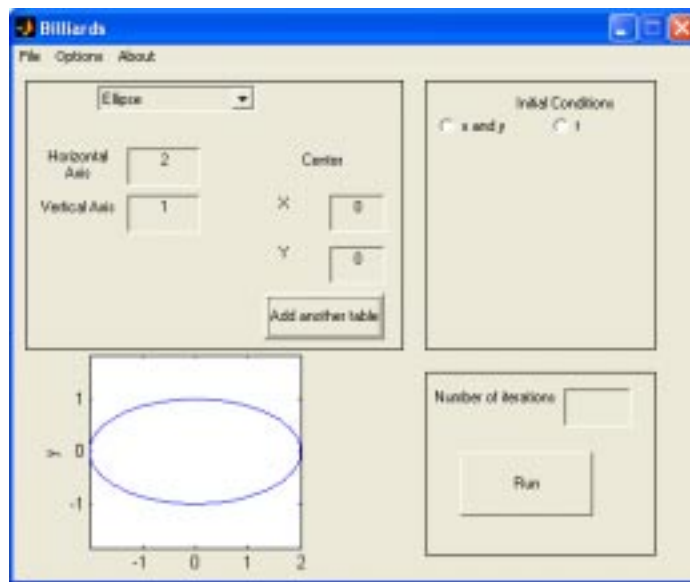 Billiards
File Options About
Ellipse
Horizontal
Axis
2
Center
Vertical Axis
1
X
0
Y
0
Add another table
Initial Conditions
x and y
t
1
0
-1
y
-1
0
1
2
Number of iterations
Run